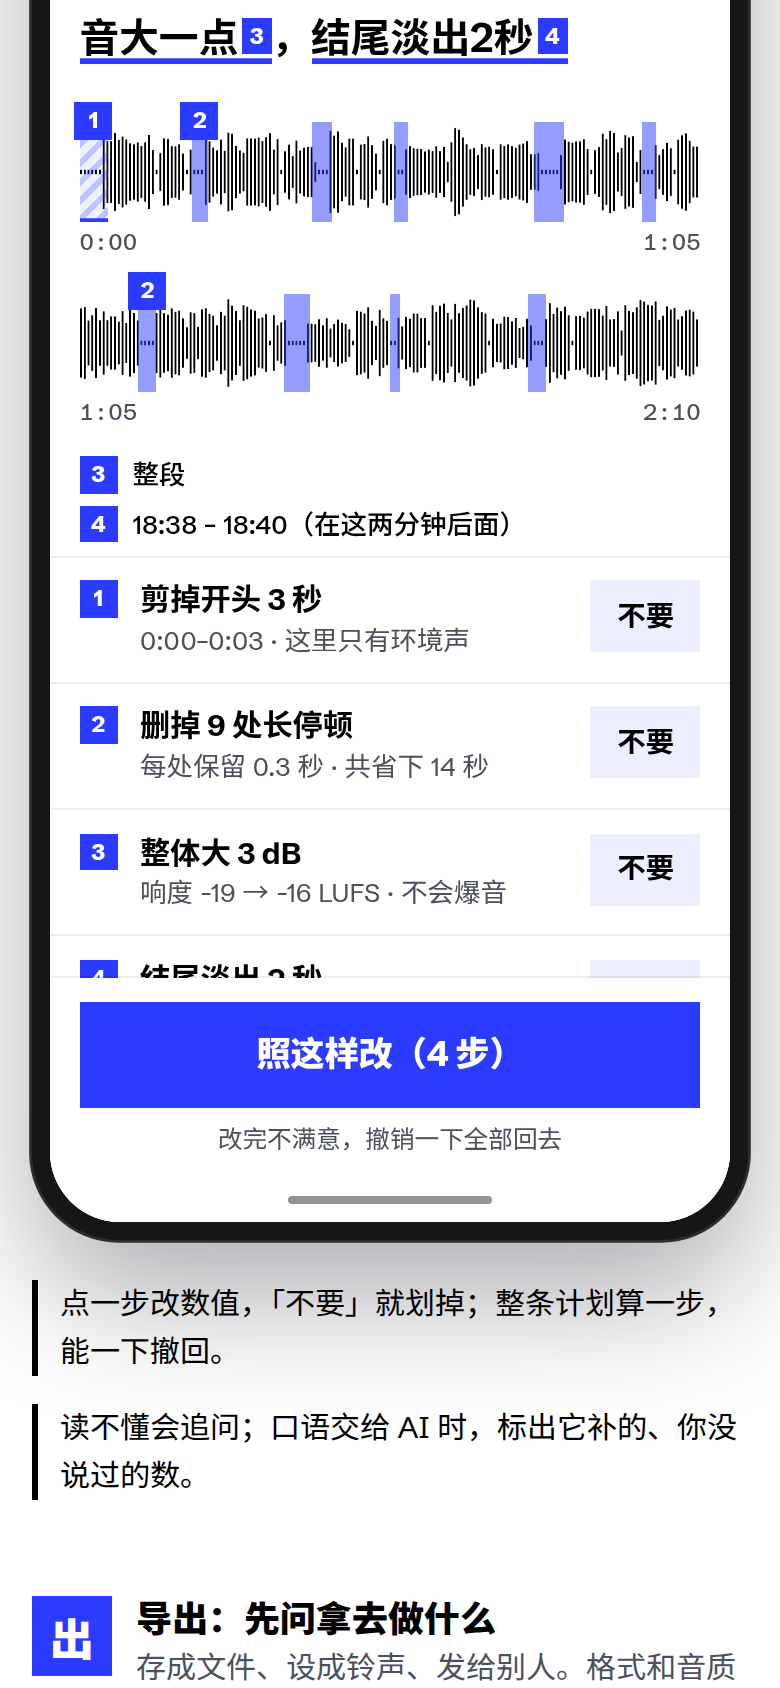 音大一点 3，结尾淡出2秒 4
1 2
0:00 1:05
2
1:05 2:10
3 整段
4 18:38 – 18:40（在这两分钟后面）
1 剪掉开头 3 秒 不要
0:00–0:03 · 这里只有环境声
2 删掉 9 处长停顿 不要
每处保留 0.3 秒 · 共省下 14 秒
3 整体大 3 dB 不要
响度 -19 → -16 LUFS · 不会爆音
4 结尾淡出 2 秒
照这样改（4 步）
改完不满意，撤销一下全部回去
点一步改数值，「不要」就划掉；整条计划算一步，
能一下撤回。
读不懂会追问；口语交给 AI 时，标出它补的、你没
说过的数。
出 导出：先问拿去做什么
存成文件、设成铃声、发给别人。格式和音质